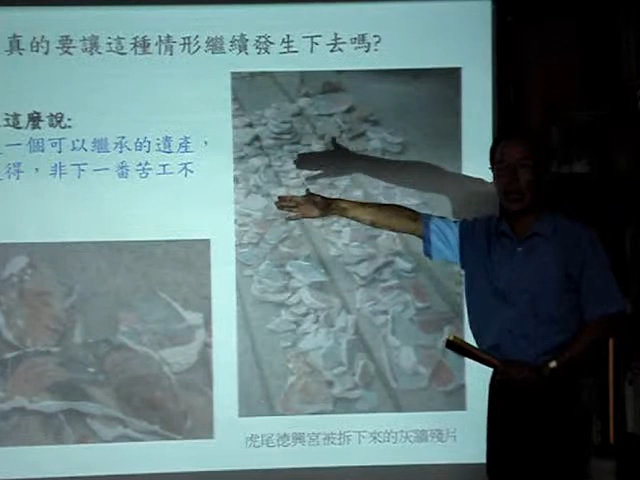 真的要讓這種情形繼續發生下去嗎?
這麼說:
一個可以繼承的遺產，
得，非下一番苦工不
虎尾德興宮被拆下來的灰牆殘片